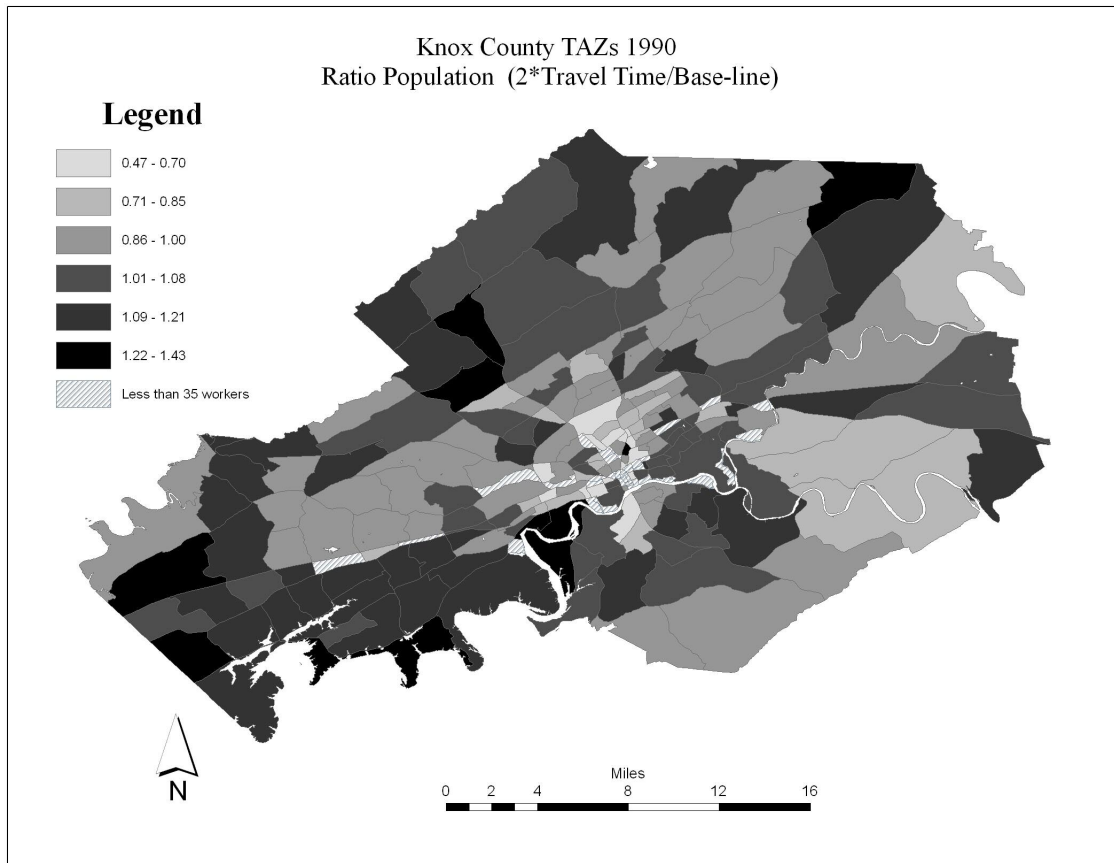 Knox County TAZs 1990
Ratio Population (2*Travel Time/Base-line)
Legend
0.47 - 0.70
0.71 - 0.85
0.86 - 1.00
1.01 - 1.08
1.09 - 1.21
1.22 - 1.43
Less than 35 workers
N
Miles
0 2 4 8 12 16